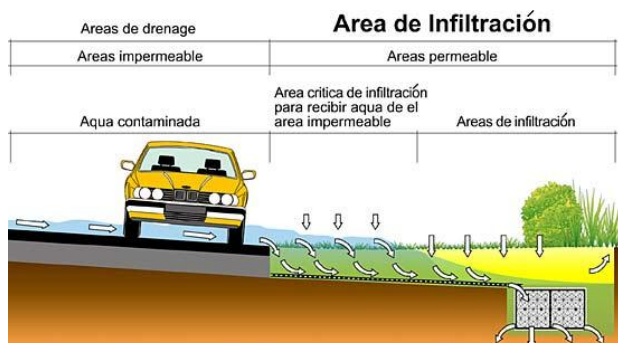 Areas de drenage
Area de Infiltración
Areas impermeable
Areas permeable
Aqua contaminada
Area critica de infiltración
para recibir aqua de el
area impermeable
Areas de infiltración